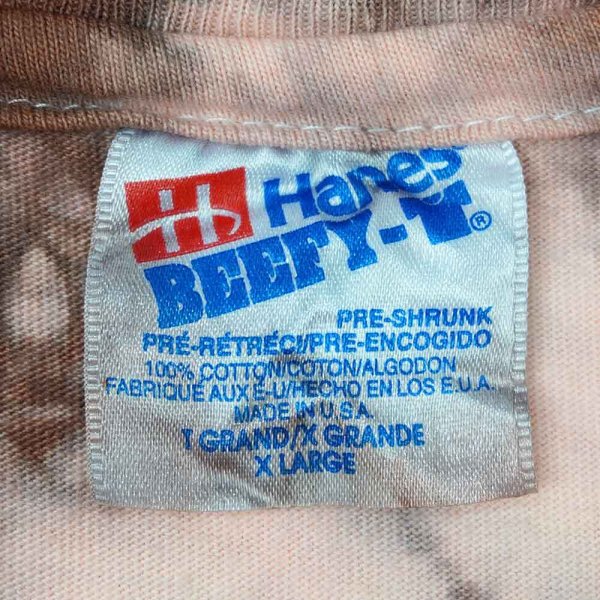 H Hanes
BEEFY-T®
PRE-SHRUNK
PRÉ-RÉTRÉCI/PRE-ENCOGIDO
100% COTTON/COTON/ALGODON
FABRIQUÉ AUX É-U/HECHO EN LOS E.U.A.
MADE IN U.S.A.
T GRAND/X GRANDE
X LARGE